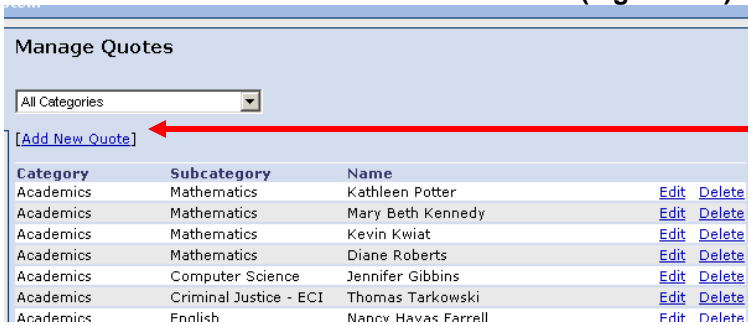 Manage Quotes
All Categories
[Add New Quote]
Category Subcategory Name
Academics Mathematics Kathleen Potter Edit Delete
Academics Mathematics Mary Beth Kennedy Edit Delete
Academics Mathematics Kevin Kwiat Edit Delete
Academics Mathematics Diane Roberts Edit Delete
Academics Computer Science Jennifer Gibbins Edit Delete
Academics Criminal Justice - ECI Thomas Tarkowski Edit Delete
Academics English Nancy Hayas Farrell Edit Delete